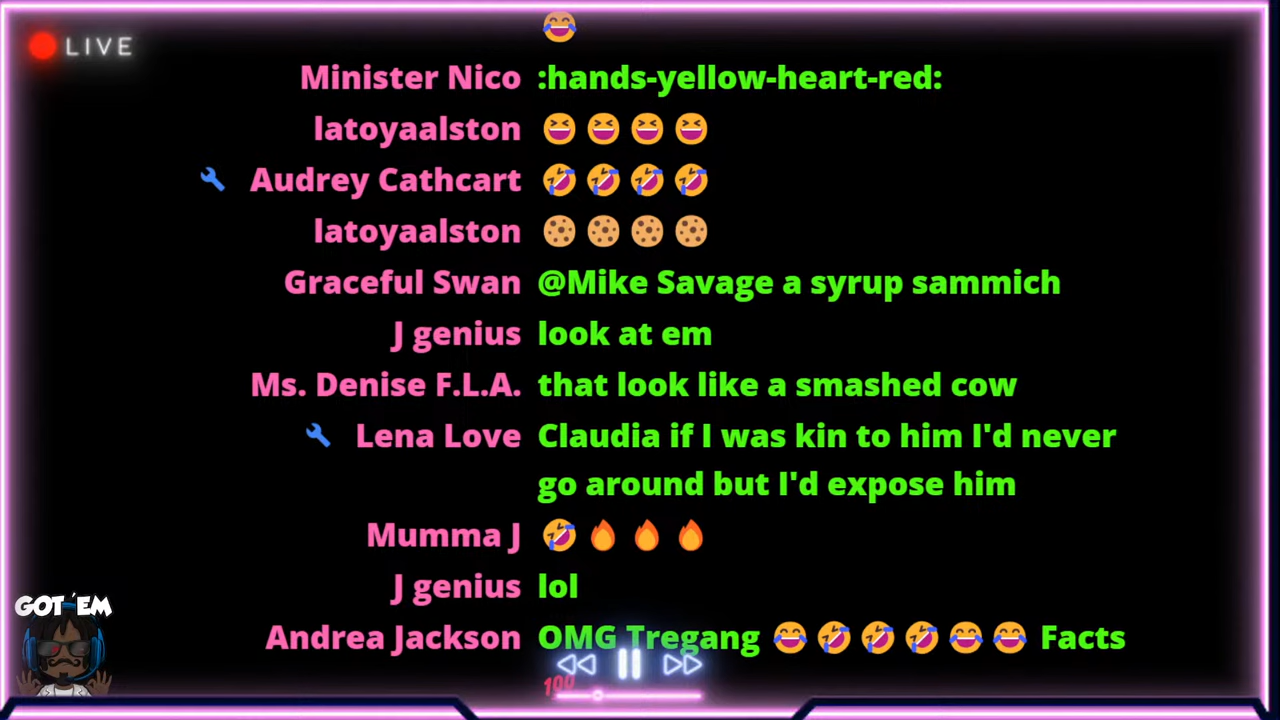 LIVE
😂
Minister Nico :hands-yellow-heart-red:
latoyaalston 😆😆😆😆
Audrey Cathcart 🤣🤣🤣🤣
latoyaalston 🍪🍪🍪🍪
Graceful Swan @Mike Savage a syrup sammich
J genius look at em
Ms. Denise F.L.A. that look like a smashed cow
Lena Love Claudia if I was kin to him I'd never
go around but I'd expose him
Mumma J 🤣🔥🔥🔥
J genius lol
GOT 'EM
Andrea Jackson OMG Tregang 😂🤣🤣🤣😂😂 Facts
100